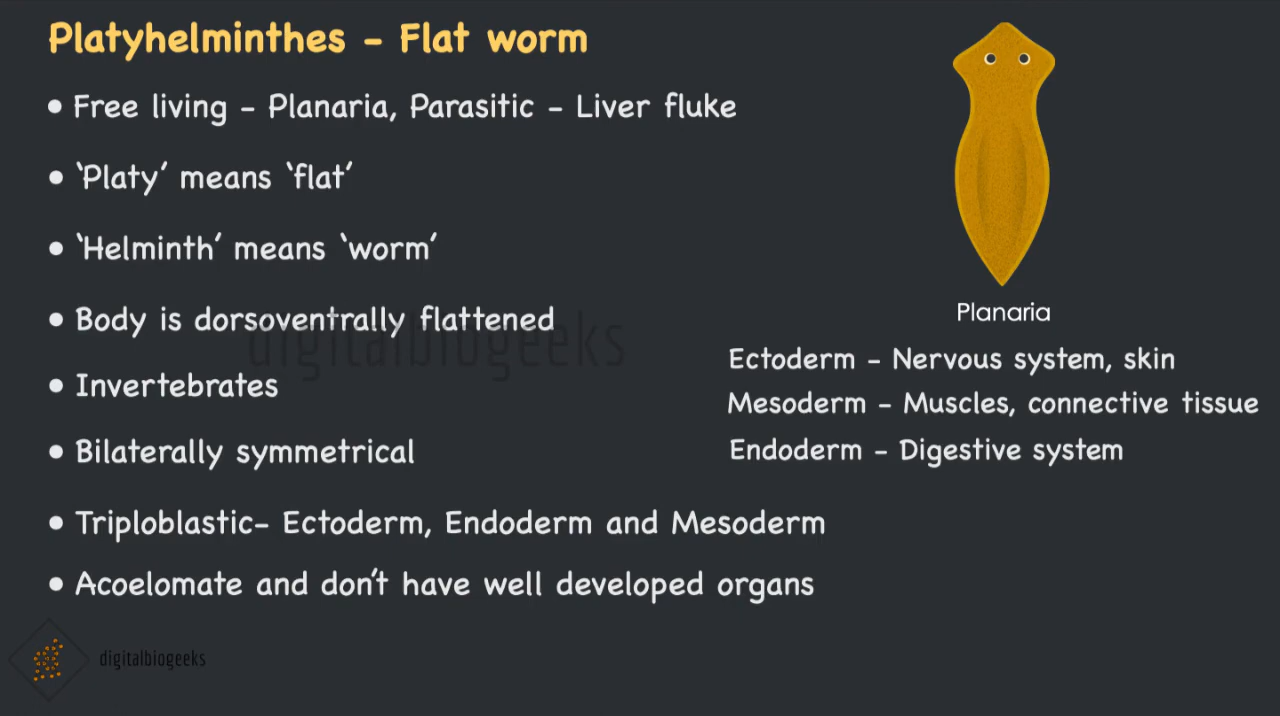 Platyhelminthes - Flat worm
• Free living - Planaria, Parasitic - Liver fluke
• 'Platy' means 'flat'
• 'Helminth' means 'worm'
• Body is dorsoventrally flattened
• Invertebrates
• Bilaterally symmetrical
• Triploblastic- Ectoderm, Endoderm and Mesoderm
• Acoelomate and don't have well developed organs
Planaria
Ectoderm - Nervous system, skin
Mesoderm - Muscles, connective tissue
Endoderm - Digestive system
digitalbiogeeks
digitalbiogeeks